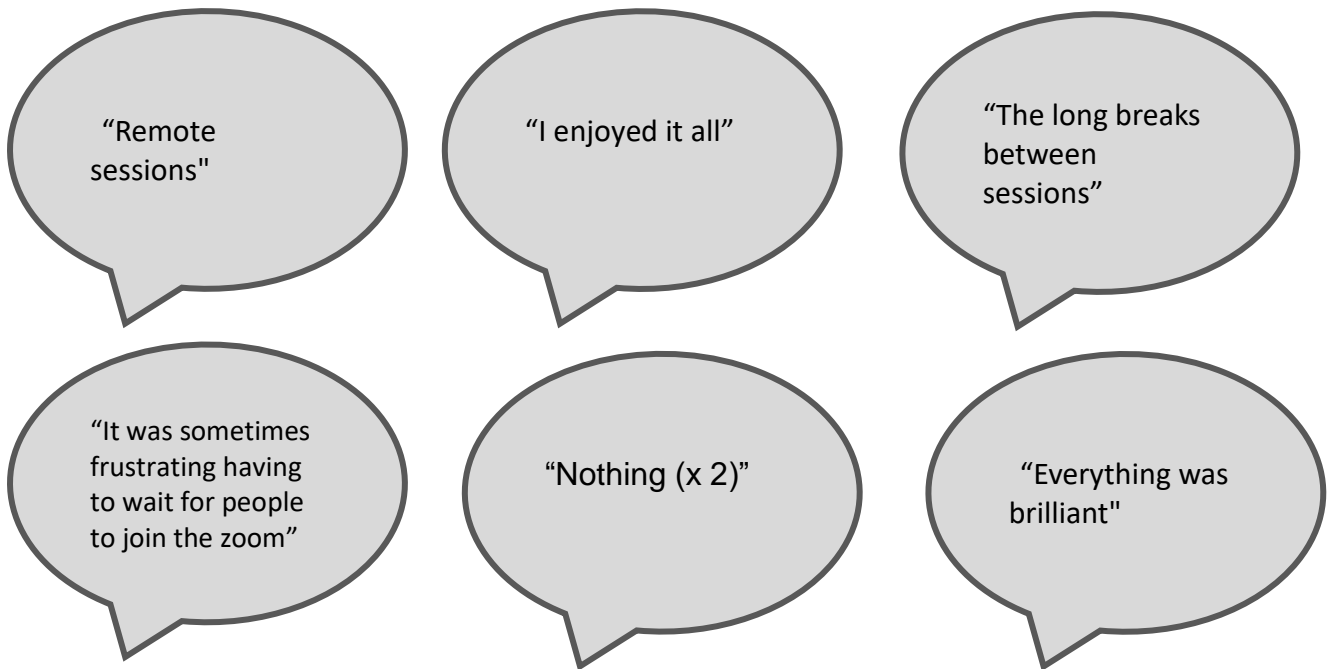 “Remote
sessions"
“I enjoyed it all”
“The long breaks
between
sessions”
“It was sometimes
frustrating having
to wait for people
to join the zoom”
“Nothing (x 2)”
“Everything was
brilliant"